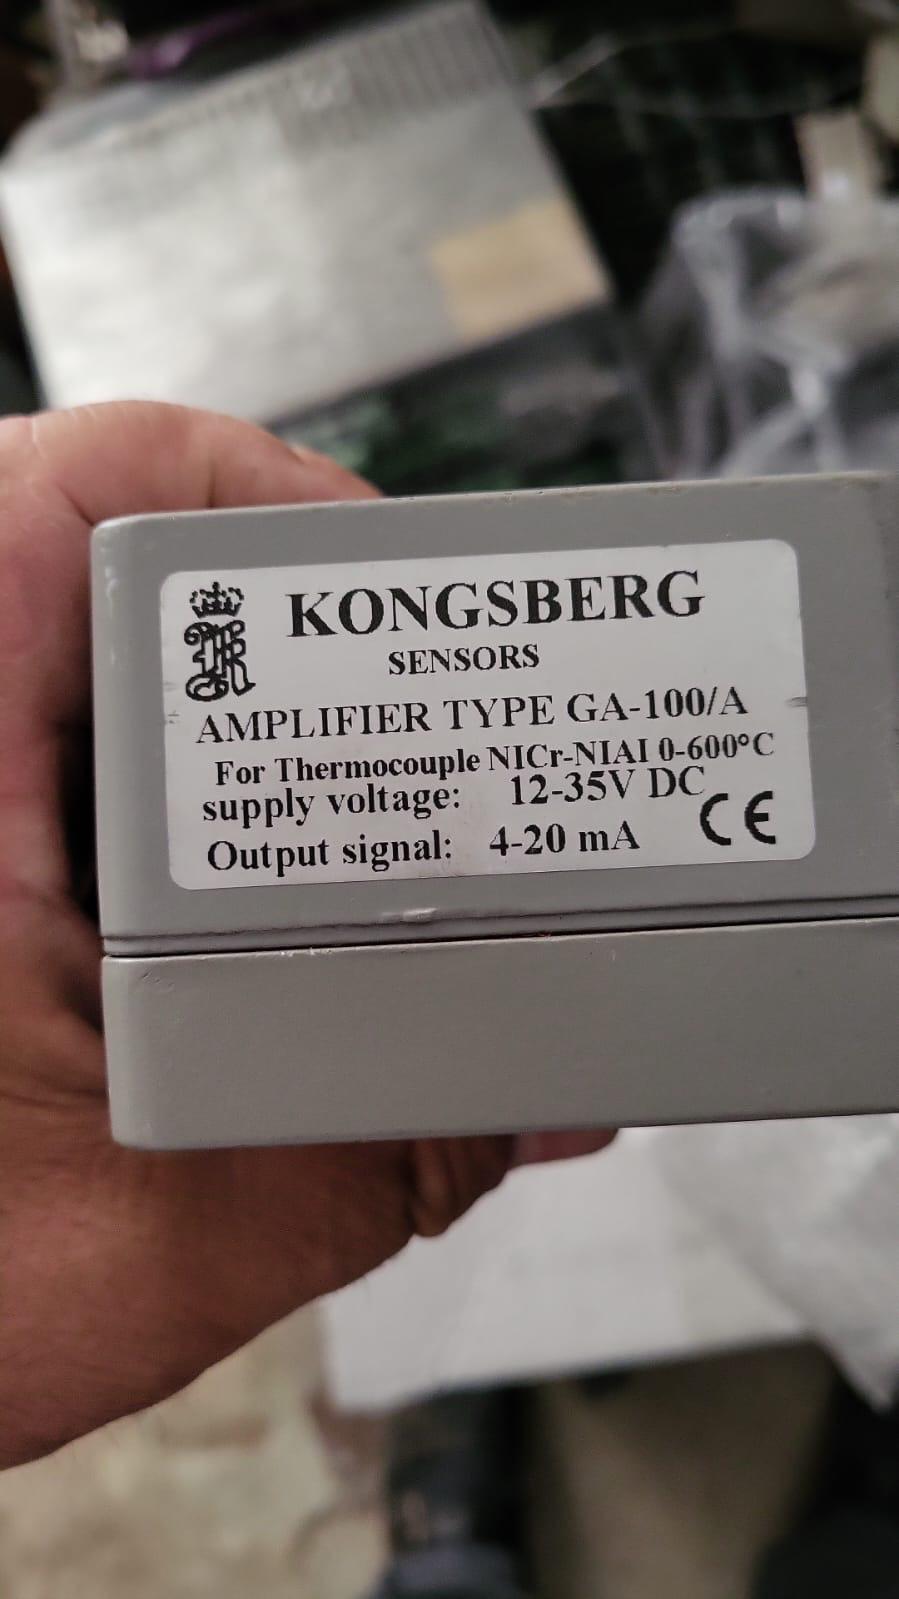 KONGSBERG
SENSORS
AMPLIFIER TYPE GA-100/A
For Thermocouple NICr-NIAI 0-600°C
supply voltage: 12-35V DC
Output signal: 4-20 mA CE